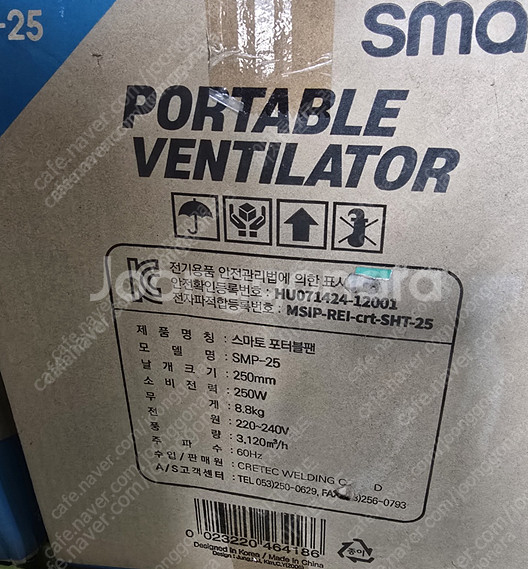 -25
sma
PORTABLE
VENTILATOR
전기용품 안전관리법에 의한 표시
안전확인등록번호 : HU071424-12001
전자파적합등록번호 : MSIP-REI-crt-SHT-25
제품명칭 : 스마토 포터블팬
모델명 : SMP-25
날개크기 : 250mm
소비전력 : 250W
무게 : 8.8kg
전원 : 220~240V
풍량 : 3,120m³/h
주파수 : 60Hz
수입/판매원 : CRETEC WELDING C D
A/S고객센터 : TEL 053)250-0629, FAX 3)256-0793
0 023220 464186
Designed in Korea / Made in China
종이
Joonggonara
cafe.naver.com/joonggonara